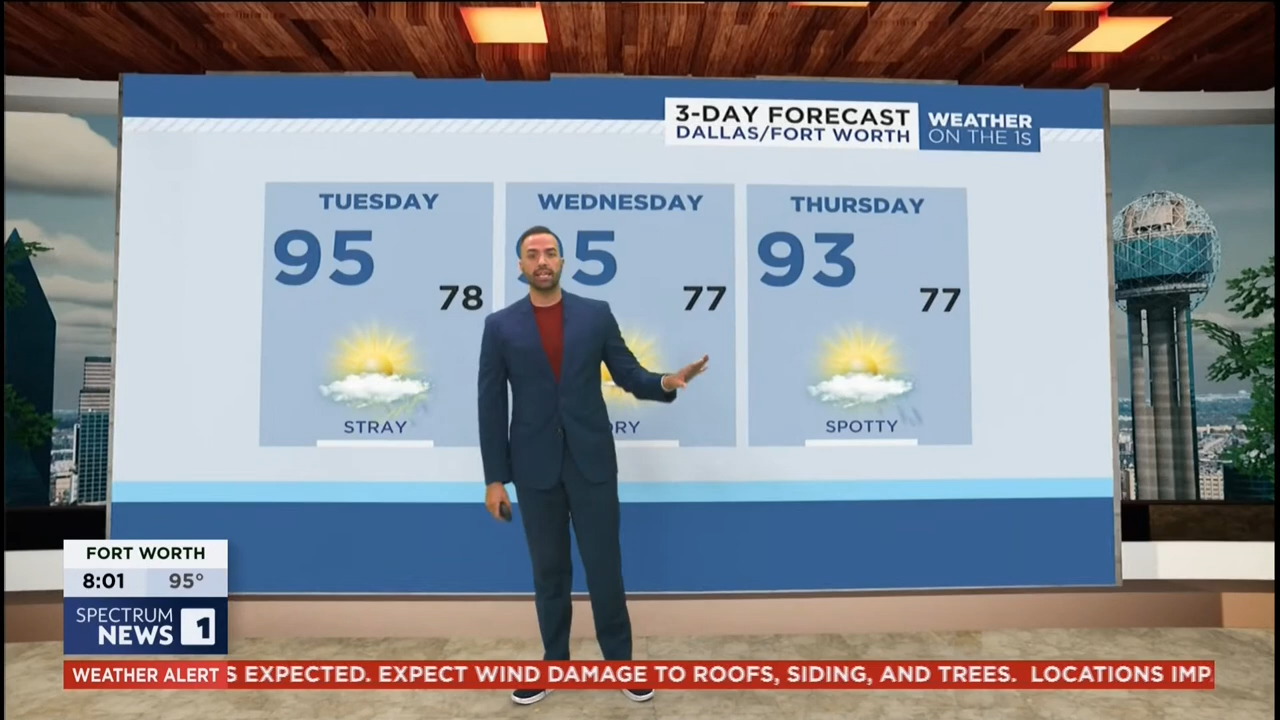 3-DAY FORECAST
DALLAS/FORT WORTH
WEATHER
ON THE 1S
TUESDAY
95
78
STRAY
WEDNESDAY
5
77
DRY
THURSDAY
93
77
SPOTTY
FORT WORTH
8:01 95°
SPECTRUM
NEWS 1
WEATHER ALERT S EXPECTED. EXPECT WIND DAMAGE TO ROOFS, SIDING, AND TREES. LOCATIONS IMP